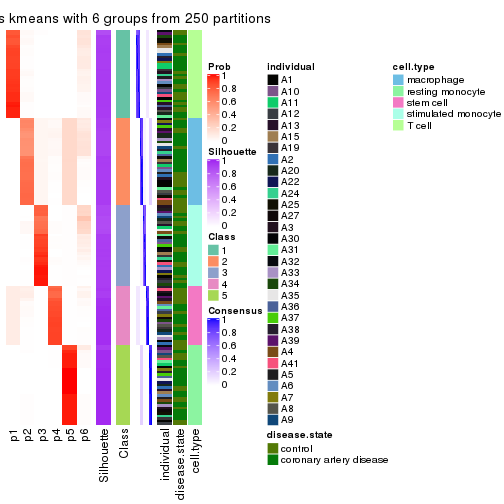 s kmeans with 6 groups from 250 partitions
Prob
1
0.8
0.6
0.4
0.2
0
Silhouette
1
0.8
0.6
0.4
0.2
0
Class
1
2
3
4
5
Consensus
1
0.8
0.6
0.4
0.2
0
individual
A1
A10
A11
A12
A13
A15
A19
A2
A20
A22
A24
A25
A27
A3
A30
A31
A32
A33
A34
A35
A36
A37
A38
A39
A4
A41
A5
A6
A7
A8
A9
disease.state
control
coronary artery disease
cell.type
macrophage
resting monocyte
stem cell
stimulated monocyte
T cell
p1
p2
p3
p4
p5
p6
Silhouette
Class
individual
disease.state
cell.type